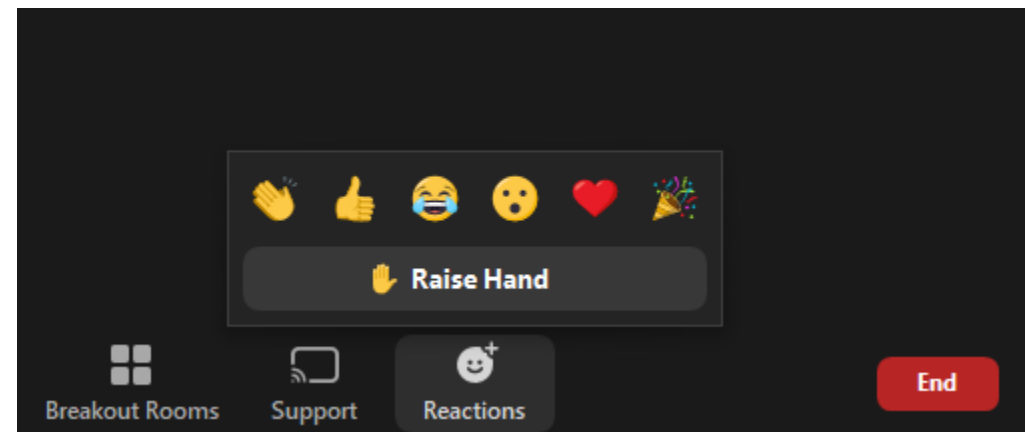 Raise Hand
Breakout Rooms
Support
Reactions
End